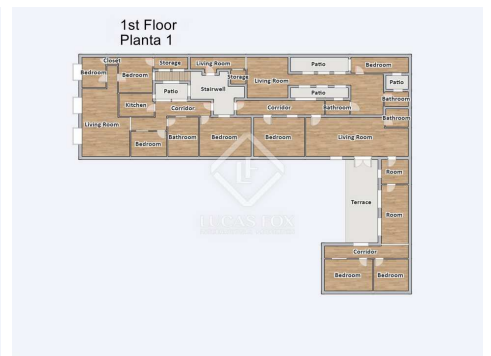 1st Floor
Planta 1
Closet
Storage
Living Room
Patio
Bedroom
Bedroom
Bedroom
Storage
Living Room
Patio
Patio
Stairwell
Patio
Bathroom
Kitchen
Corridor
Corridor
Bathroom
Bathroom
Living Room
Bedroom
Bathroom
Bedroom
Bedroom
Living Room
Room
Terrace
Room
LUCAS FOX
Corridor
Bedroom
Bedroom